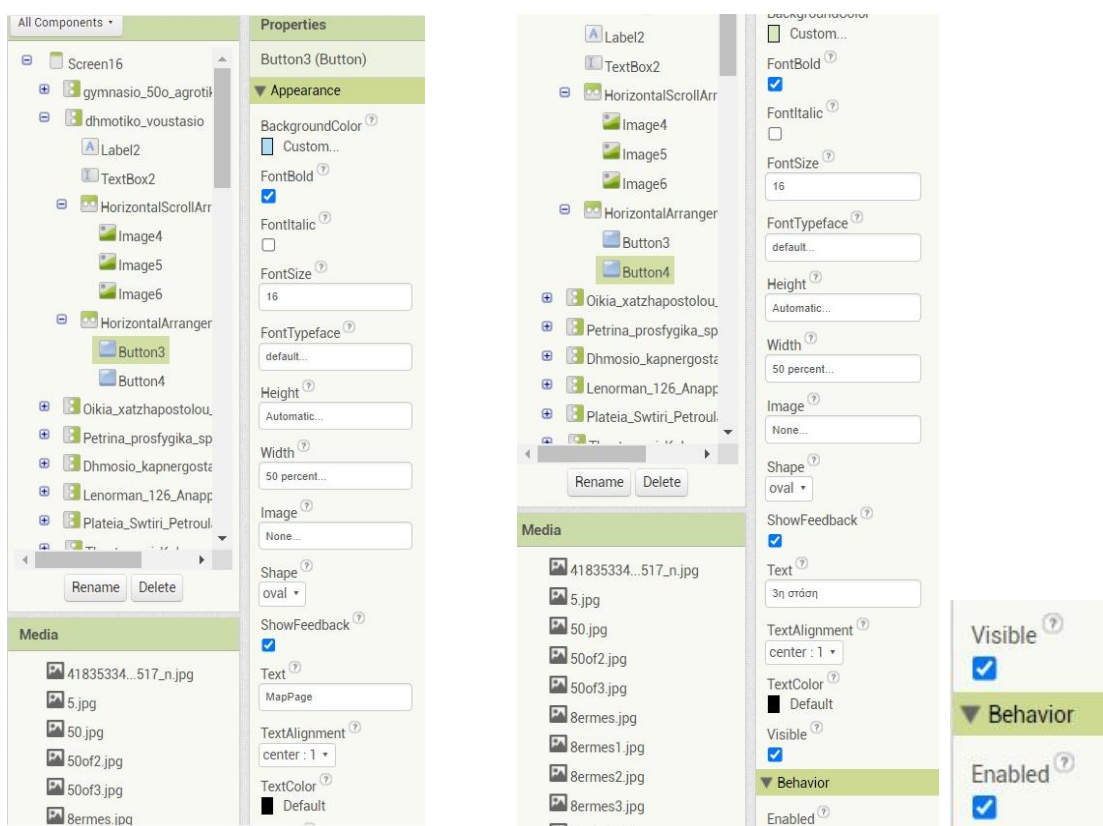 All Components
Screen16
gymnasio_50o_agrotik
dhmotiko_voustasio
Label2
TextBox2
HorizontalScrollArr
Image4
Image5
Image6
HorizontalArranger
Button3
Button4
Oikia_xatzhapostolou_
Petrina_prosfygika_sp
Dhmosio_kapnergosta
Lenorman_126_Anapp
Plateia_Swtiri_Petroul
Rename Delete
Media
41835334...517_n.jpg
5.jpg
50.jpg
50of2.jpg
50of3.jpg
8ermes.jpg
Properties
Button3 (Button)
Appearance
BackgroundColor ?
Custom...
FontBold ?
FontItalic ?
FontSize ?
16
FontTypeface ?
default...
Height ?
Automatic...
Width ?
50 percent...
Image ?
None...
Shape ?
oval
ShowFeedback ?
Text ?
MapPage
TextAlignment ?
center : 1
TextColor ?
Default
Label2
TextBox2
HorizontalScrollArr
Image4
Image5
Image6
HorizontalArranger
Button3
Button4
Oikia_xatzhapostolou_
Petrina_prosfygika_sp
Dhmosio_kapnergosta
Lenorman_126_Anapp
Plateia_Swtiri_Petroul
Rename Delete
Media
41835334...517_n.jpg
5.jpg
50.jpg
50of2.jpg
50of3.jpg
8ermes.jpg
8ermes1.jpg
8ermes2.jpg
8ermes3.jpg
BackgroundColor
Custom...
FontBold ?
FontItalic ?
FontSize ?
16
FontTypeface ?
default...
Height ?
Automatic...
Width ?
50 percent...
Image ?
None...
Shape ?
oval
ShowFeedback ?
Text ?
3η στάση
TextAlignment ?
center : 1
TextColor ?
Default
Visible ?
Behavior
Enabled ?
Visible ?
Behavior
Enabled ?